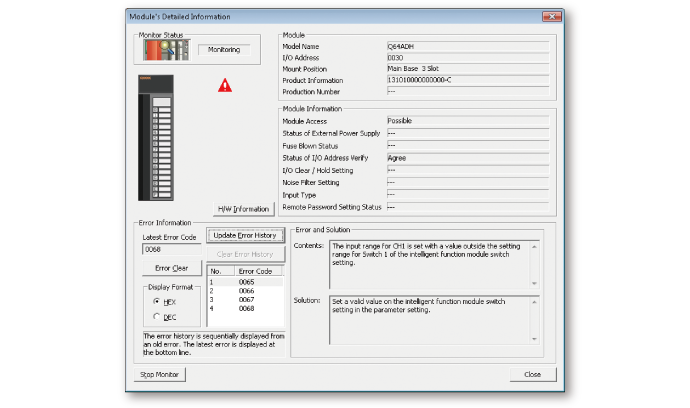 Module's Detailed Information
Monitor Status
Monitoring
H/W Information
Module
Model Name Q64ADH
I/O Address 0030
Mount Position Main Base 3 Slot
Product Information 131010000000000-C
Production Number ---
Module Information
Module Access Possible
Status of External Power Supply ---
Fuse Blown Status ---
Status of I/O Address Verify Agree
I/O Clear / Hold Setting ---
Noise Filter Setting ---
Input Type ---
Remote Password Setting Status ---
Error Information
Latest Error Code
0068
Error Clear
Display Format
HEX
DEC
Update Error History
Clear Error History
No. Error Code
1 0065
2 0066
3 0067
4 0068
The error history is sequentially displayed from
an old error. The latest error is displayed at
the bottom line.
Error and Solution
Contents:
The input range for CH1 is set with a value outside the setting
range for Switch 1 of the intelligent function module switch
setting.
Solution:
Set a valid value on the intelligent function module switch
setting in the parameter setting.
Stop Monitor
Close